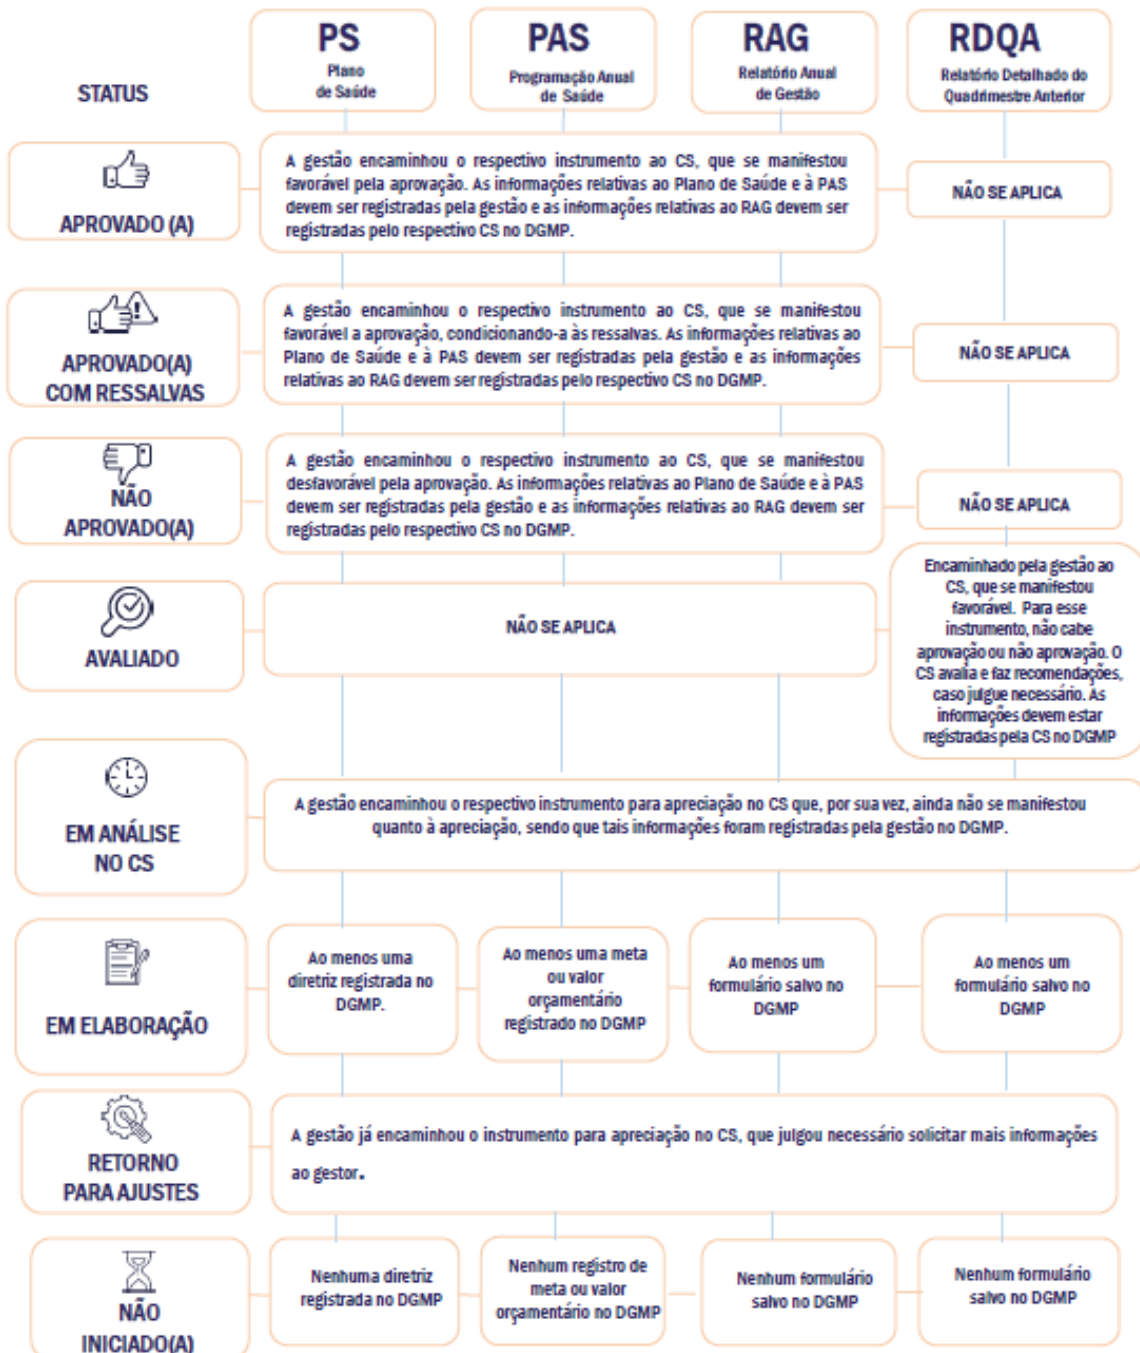 STATUS
PS
Plano
de Saúde
PAS
Programação Anual
de Saúde
RAG
Relatório Anual
de Gestão
RDQA
Relatório Detalhado do
Quadrimestre Anterior
APROVADO (A)
A gestão encaminhou o respectivo instrumento ao CS, que se manifestou
favorável pela aprovação. As informações relativas ao Plano de Saúde e à PAS
devem ser registradas pela gestão e as informações relativas ao RAG devem ser
registradas pelo respectivo CS no DGMP.
NÃO SE APLICA
APROVADO(A)
COM RESSALVAS
A gestão encaminhou o respectivo instrumento ao CS, que se manifestou
favorável a aprovação, condicionando-a às ressalvas. As informações relativas ao
Plano de Saúde e à PAS devem ser registradas pela gestão e as informações
relativas ao RAG devem ser registradas pelo respectivo CS no DGMP.
NÃO SE APLICA
NÃO
APROVADO(A)
A gestão encaminhou o respectivo instrumento ao CS, que se manifestou
desfavorável pela aprovação. As informações relativas ao Plano de Saúde e à PAS
devem ser registradas pela gestão e as informações relativas ao RAG devem ser
registradas pelo respectivo CS no DGMP.
NÃO SE APLICA
AVALIADO
NÃO SE APLICA
Encaminhado pela gestão ao
CS, que se manifestou
favorável. Para esse
instrumento, não cabe
aprovação ou não aprovação. O
CS avalia e faz recomendações,
caso julgue necessário. As
informações devem estar
registradas pela CS no DGMP
EM ANÁLISE
NO CS
A gestão encaminhou o respectivo instrumento para apreciação no CS que, por sua vez, ainda não se manifestou
quanto à apreciação, sendo que tais informações foram registradas pela gestão no DGMP.
EM ELABORAÇÃO
Ao menos uma
diretriz registrada no
DGMP.
Ao menos uma meta
ou valor
orçamentário
registrado no DGMP
Ao menos um
formulário salvo no
DGMP
Ao menos um
formulário salvo no
DGMP
RETORNO
PARA AJUSTES
A gestão já encaminhou o instrumento para apreciação no CS, que julgou necessário solicitar mais informações
ao gestor.
NÃO
INICIADO(A)
Nenhuma diretriz
registrada no DGMP
Nenhum registro de
meta ou valor
orçamentário no DGMP
Nenhum formulário
salvo no DGMP
Nenhum formulário
salvo no DGMP